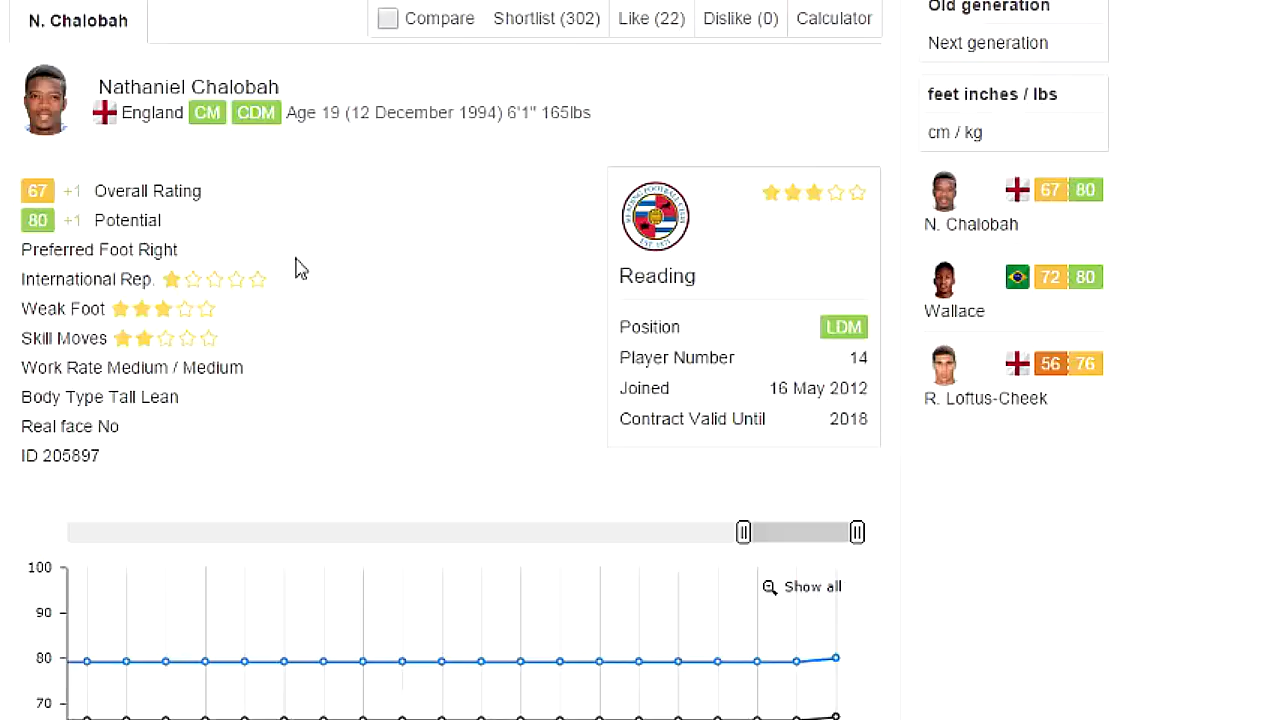 N. Chalobah
Compare Shortlist (302) Like (22) Dislike (0) Calculator
Nathaniel Chalobah
England CM CDM Age 19 (12 December 1994) 6'1" 165lbs
67 +1 Overall Rating
80 +1 Potential
Preferred Foot Right
International Rep.
Weak Foot
Skill Moves
Work Rate Medium / Medium
Body Type Tall Lean
Real face No
ID 205897
Reading
Position LDM
Player Number 14
Joined 16 May 2012
Contract Valid Until 2018
Old generation
Next generation
feet inches / lbs
cm / kg
67 80
N. Chalobah
72 80
Wallace
56 76
R. Loftus-Cheek
Show all
100
90
80
70